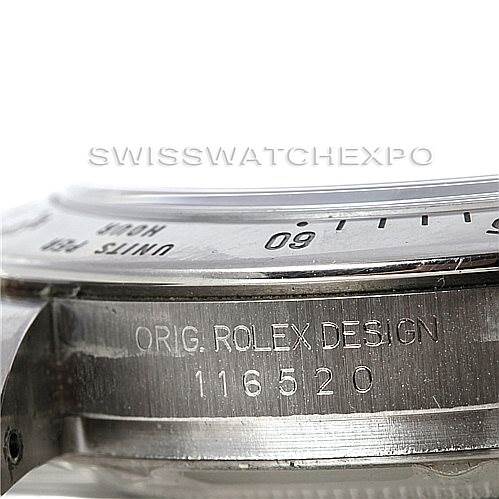 SWISSWATCHEXPO
UNITS PER
HOUR
60
ORIG. ROLEX DESIGN
116520